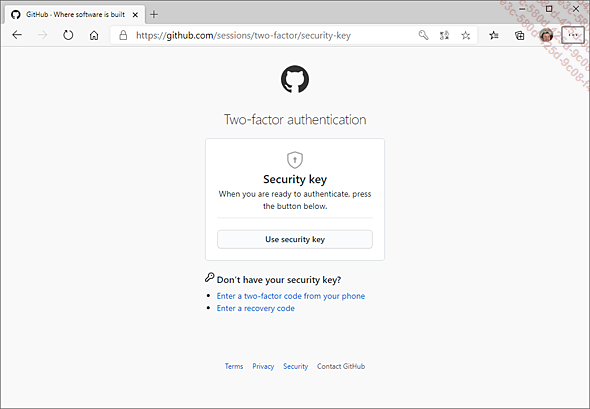 GitHub - Where software is built
https://github.com/sessions/two-factor/security-key
Two-factor authentication
Security key
When you are ready to authenticate, press
the button below.
Use security key
Don't have your security key?
Enter a two-factor code from your phone
Enter a recovery code
Terms Privacy Security Contact GitHub